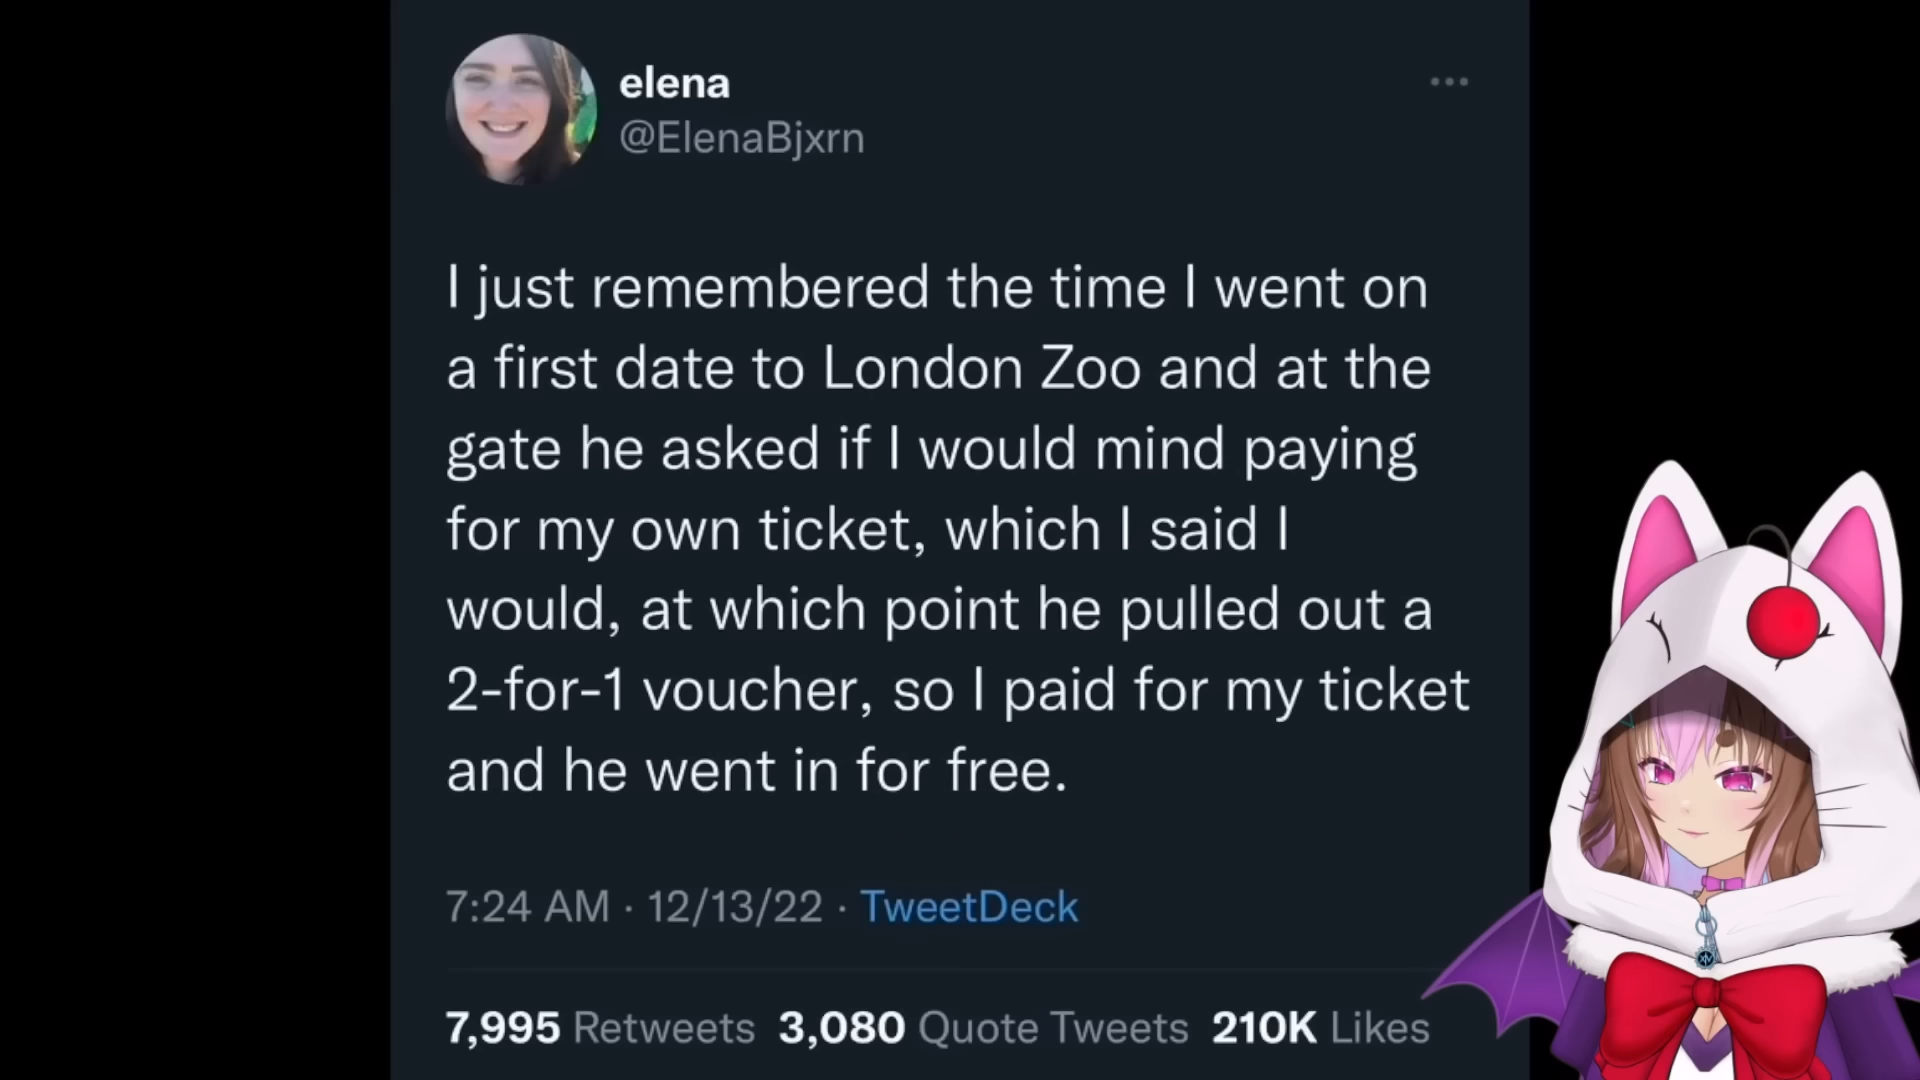 elena
@ElenaBjxrn
I just remembered the time I went on
a first date to London Zoo and at the
gate he asked if I would mind paying
for my own ticket, which I said I
would, at which point he pulled out a
2-for-1 voucher, so I paid for my ticket
and he went in for free.
7:24 AM · 12/13/22 · TweetDeck
7,995 Retweets 3,080 Quote Tweets 210K Likes
XIV